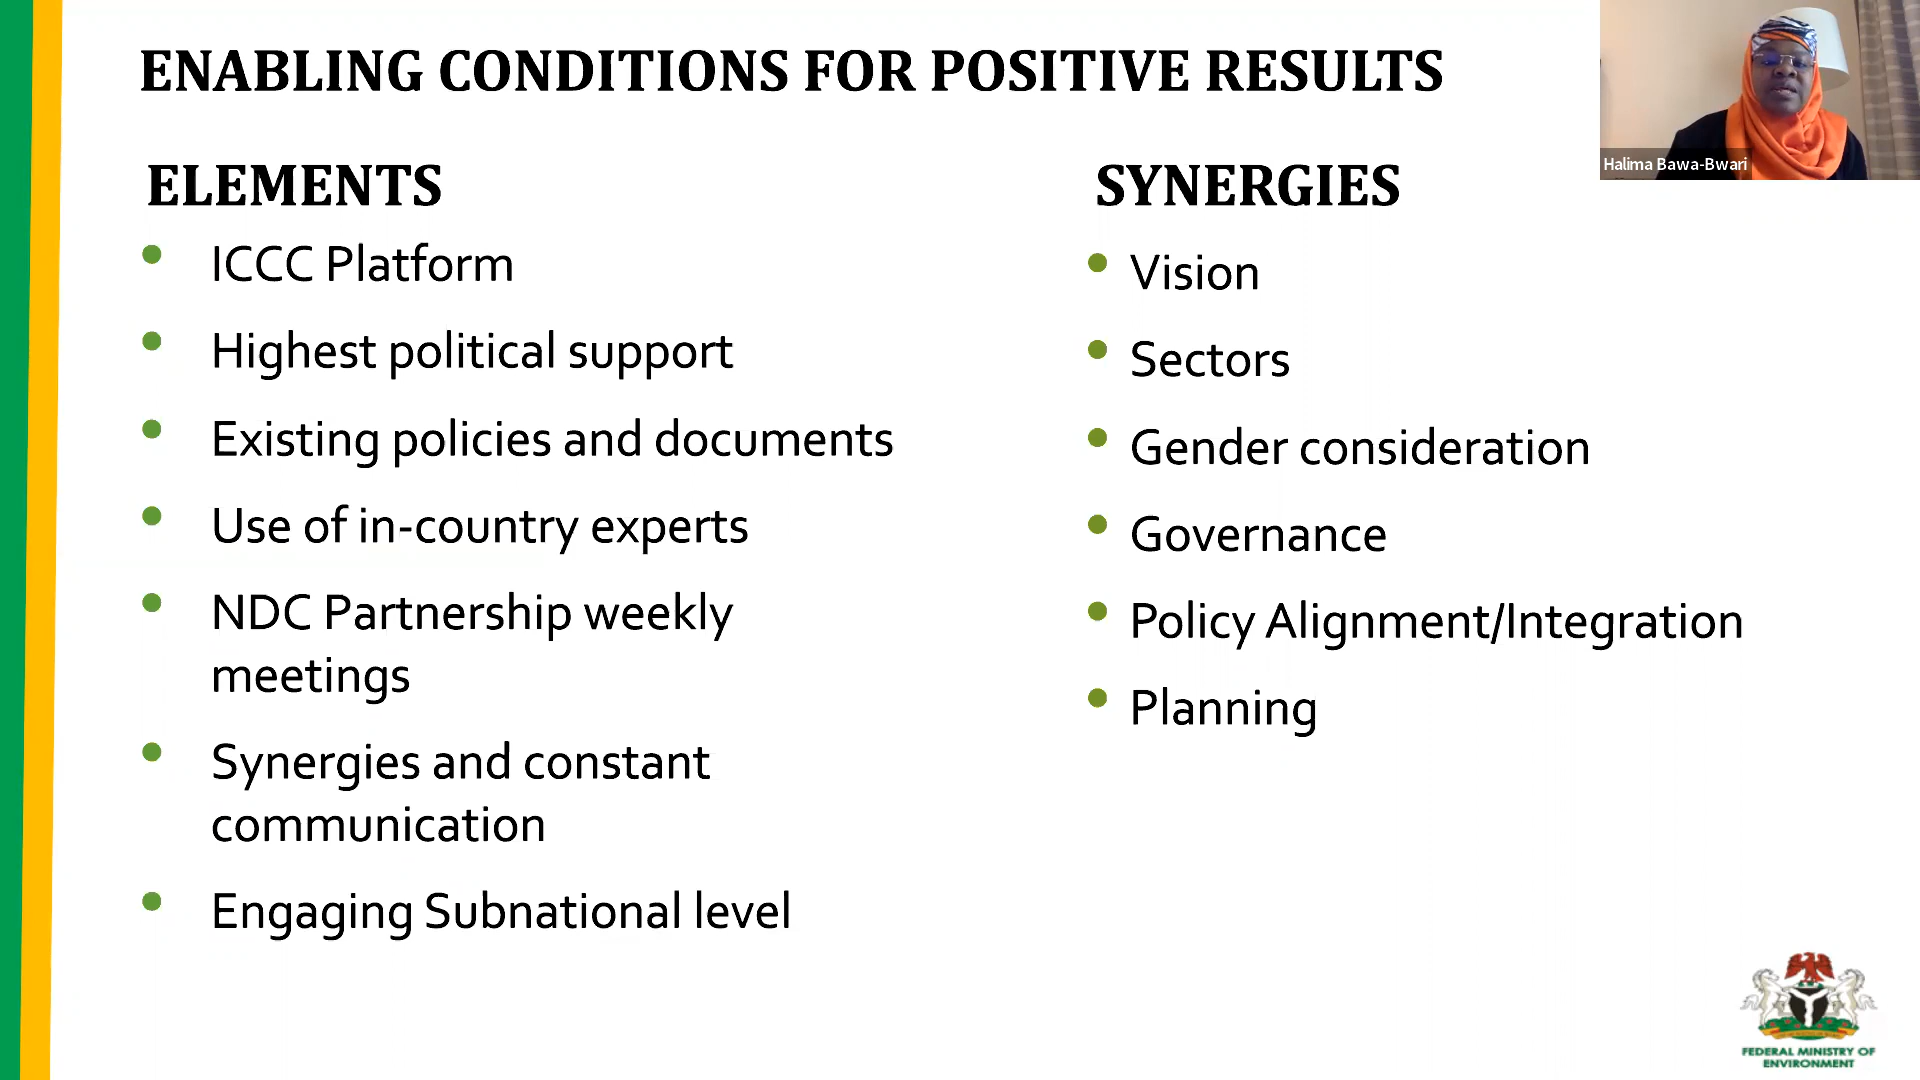 ENABLING CONDITIONS FOR POSITIVE RESULTS
Halima Bawa-Bwari
ELEMENTS
ICCC Platform
Highest political support
Existing policies and documents
Use of in-country experts
NDC Partnership weekly
meetings
Synergies and constant
communication
Engaging Subnational level
SYNERGIES
Vision
Sectors
Gender consideration
Governance
Policy Alignment/Integration
Planning
FEDERAL MINISTRY OF
ENVIRONMENT